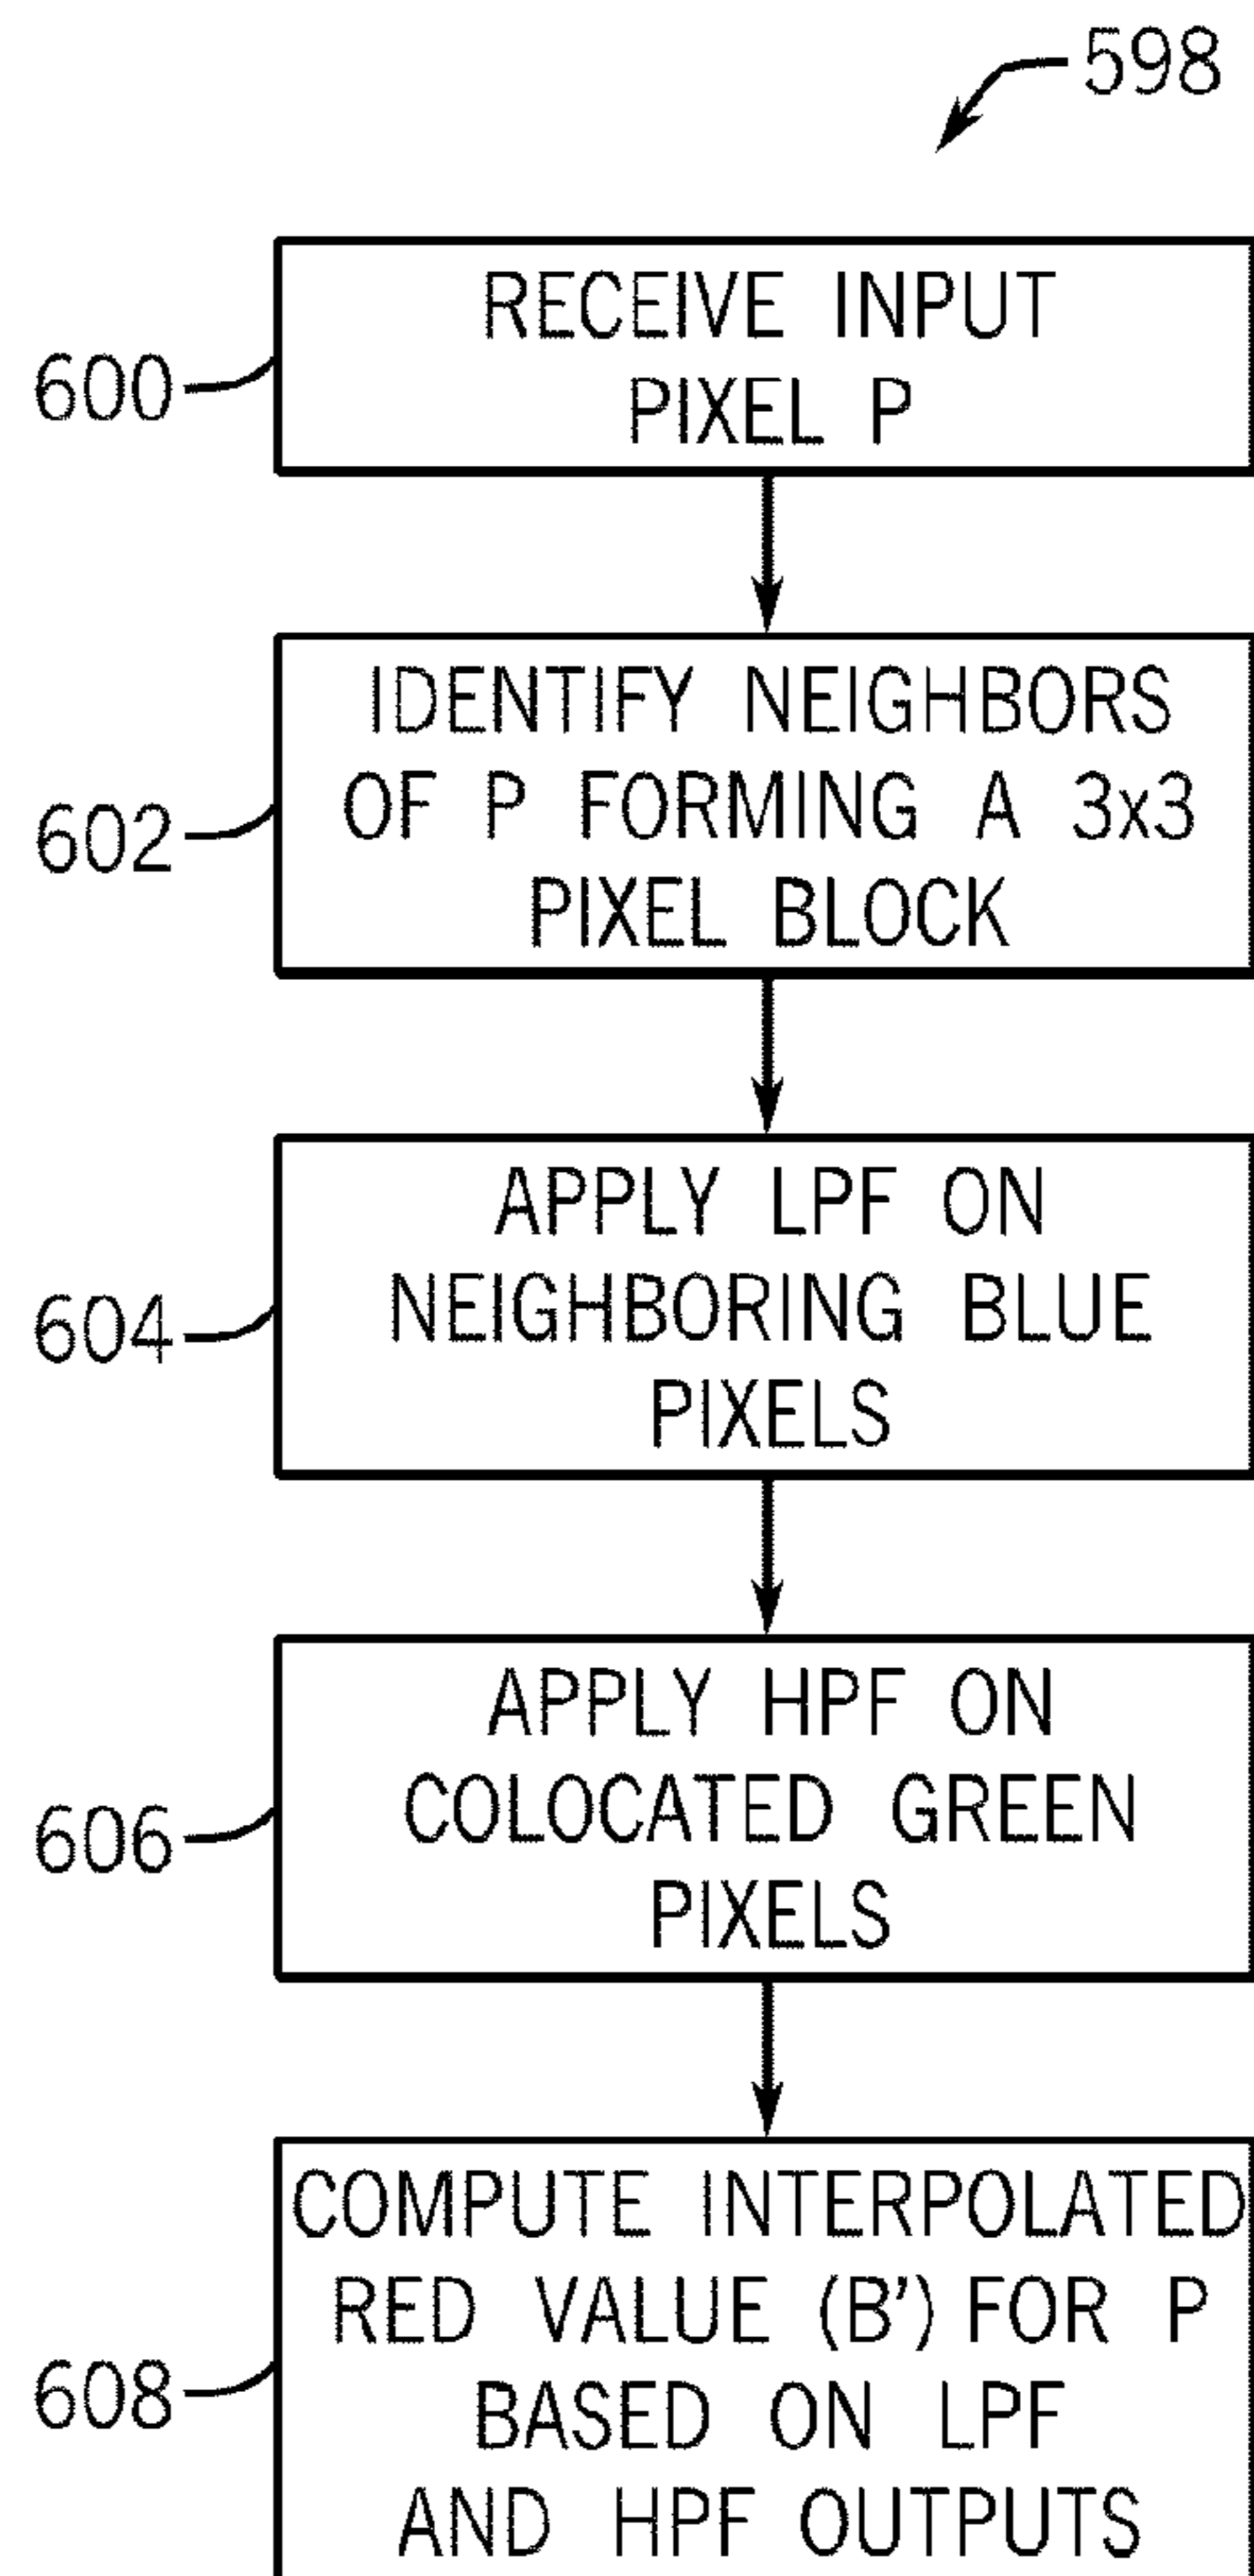 598
RECEIVE INPUT
PIXEL P
600
IDENTIFY NEIGHBORS
OF P FORMING A 3x3
PIXEL BLOCK
602
APPLY LPF ON
NEIGHBORING BLUE
PIXELS
604
APPLY HPF ON
COLOCATED GREEN
PIXELS
606
COMPUTE INTERPOLATED
RED VALUE (B') FOR P
BASED ON LPF
AND HPF OUTPUTS
608